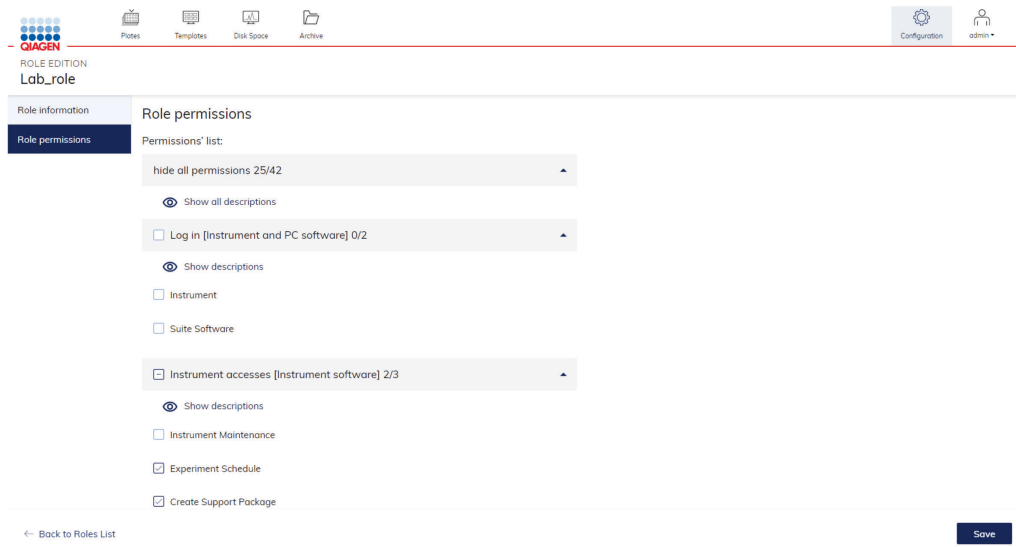 QIAGEN
Plates
Templates
Disk Space
Archive
Configuration
admin
ROLE EDITION
Lab_role
Role information
Role permissions
Role permissions
Permissions' list:
hide all permissions 25/42
Show all descriptions
Log in [Instrument and PC software] 0/2
Show descriptions
Instrument
Suite Software
Instrument accesses [Instrument software] 2/3
Show descriptions
Instrument Maintenance
Experiment Schedule
Create Support Package
← Back to Roles List
Save